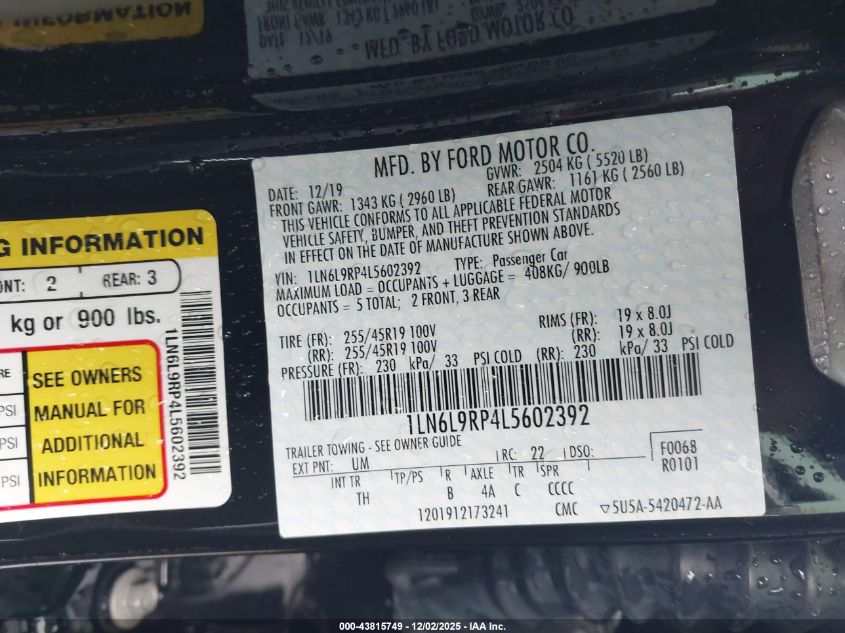 MFD. BY FORD MOTOR CO.
DATE: 12/19
GVWR: 2504 KG ( 5520 LB)
FRONT GAWR: 1343 KG ( 2960 LB)
REAR GAWR: 1161 KG ( 2560 LB)
THIS VEHICLE CONFORMS TO ALL APPLICABLE FEDERAL MOTOR
VEHICLE SAFETY, BUMPER, AND THEFT PREVENTION STANDARDS
IN EFFECT ON THE DATE OF MANUFACTURE SHOWN ABOVE.
VIN: 1LN6L9RP4L5602392 TYPE: Passenger Car
MAXIMUM LOAD = OCCUPANTS + LUGGAGE = 408KG/ 900LB
OCCUPANTS = 5 TOTAL; 2 FRONT, 3 REAR
TIRE (FR): 255/45R19 100V RIMS (FR): 19 x 8.0J
(RR): 255/45R19 100V (RR): 19 x 8.0J
PRESSURE (FR): 230 kPa/ 33 PSI COLD (RR): 230 kPa/ 33 PSI COLD
1LN6L9RP4L5602392
TRAILER TOWING - SEE OWNER GUIDE
EXT PNT: UM RC: 22 DSO:
F0068
R0101
INT TR TP/PS R AXLE TR SPR
TH B 4A C CCCC
1201912173241 CMC 5U5A-5420472-AA
G INFORMATION
ONT: 2 REAR: 3
kg or 900 lbs.
RE
PSI
PSI
PSI
SEE OWNERS
MANUAL FOR
ADDITIONAL
INFORMATION
1LN6L9RP4L5602392
000-43815749 - 12/02/2025 - IAA Inc.